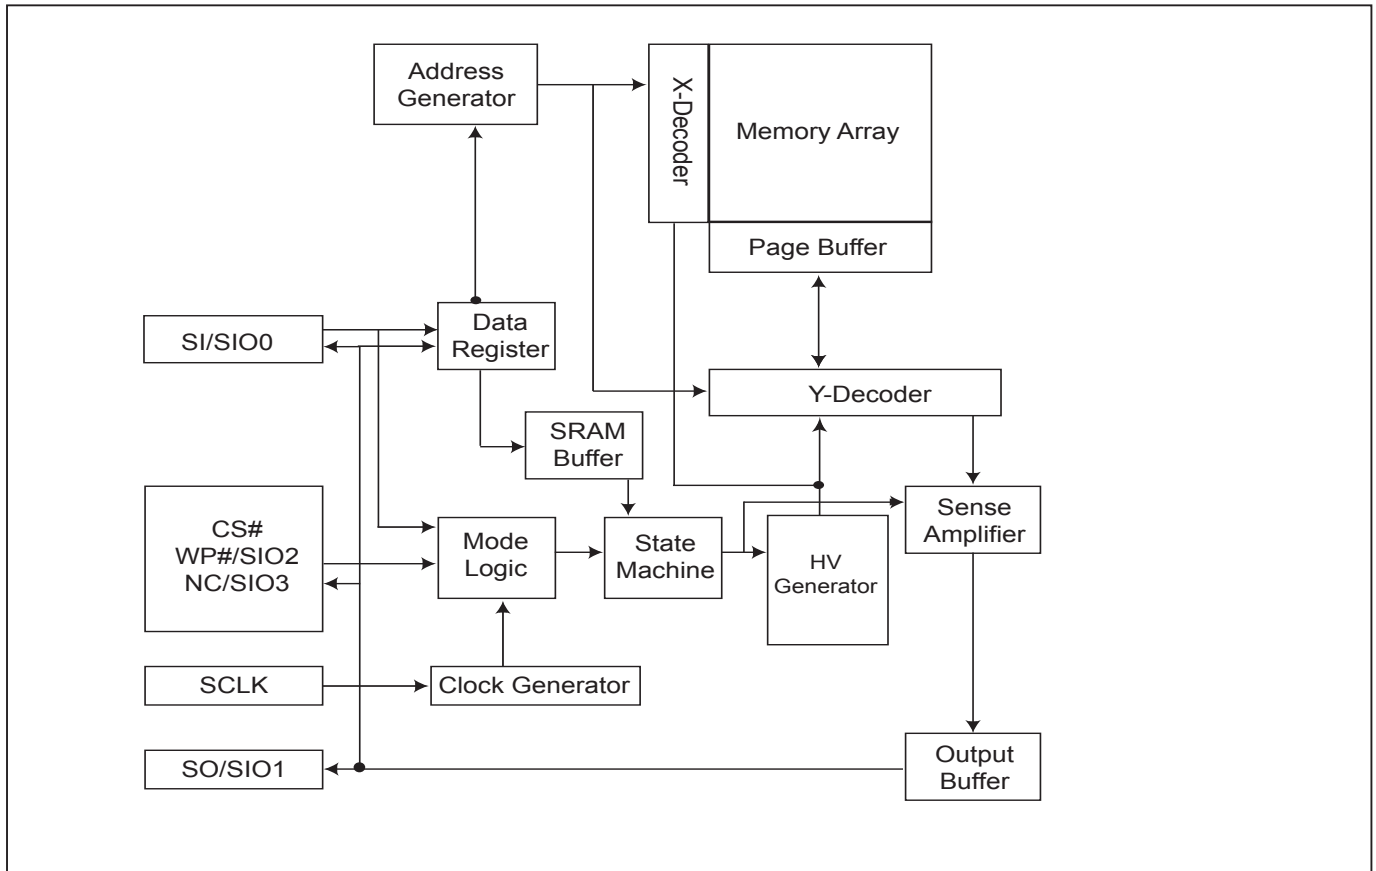 Address
Generator
X-Decoder
Memory Array
Page Buffer
SI/SIO0
Data
Register
Y-Decoder
SRAM
Buffer
CS#
WP#/SIO2
NC/SIO3
Mode
Logic
State
Machine
HV
Generator
Sense
Amplifier
SCLK
Clock Generator
SO/SIO1
Output
Buffer